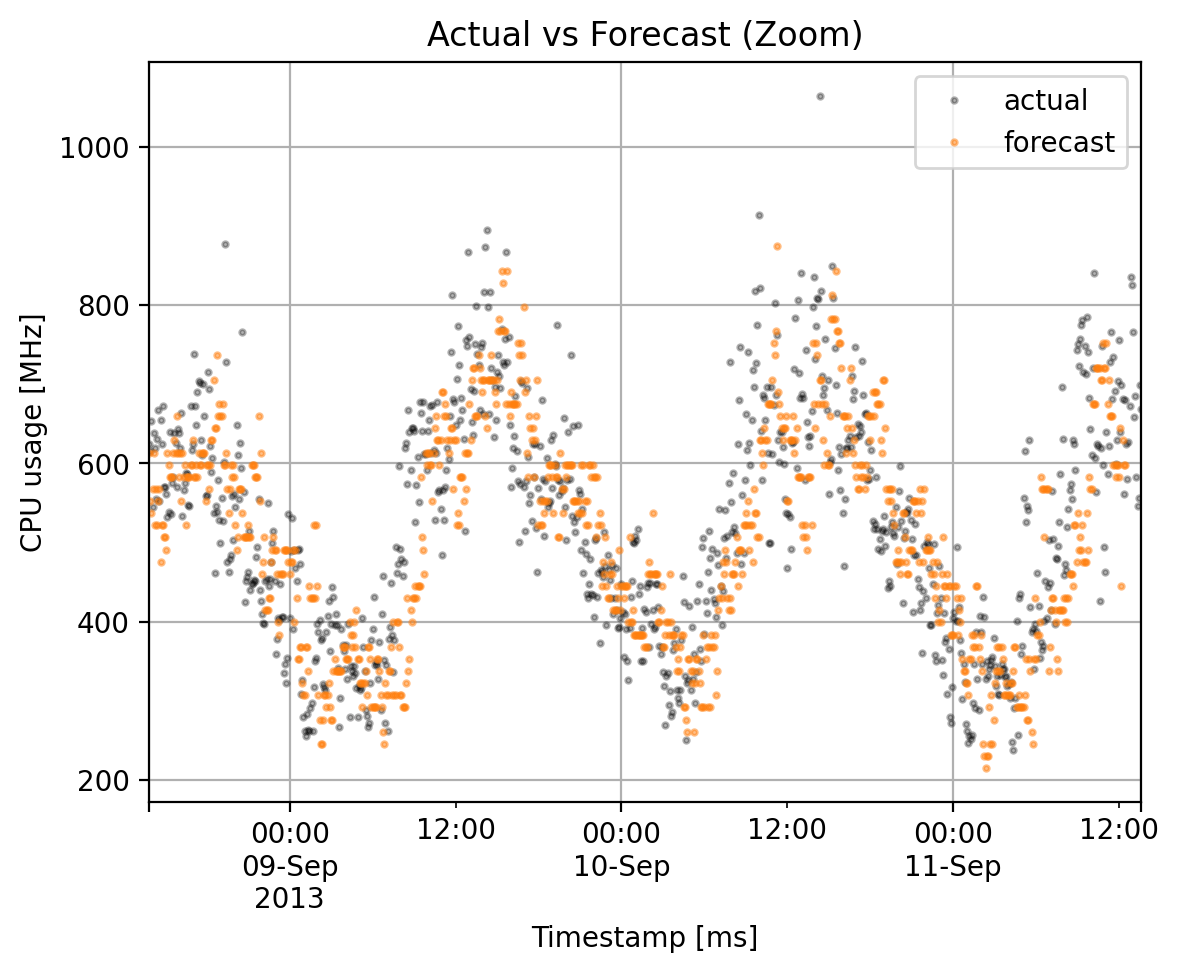 Actual vs Forecast (Zoom)
actual
forecast
CPU usage [MHz]
1000
800
600
400
200
00:00 12:00 00:00 12:00 00:00 12:00
09-Sep 10-Sep 11-Sep
2013
Timestamp [ms]